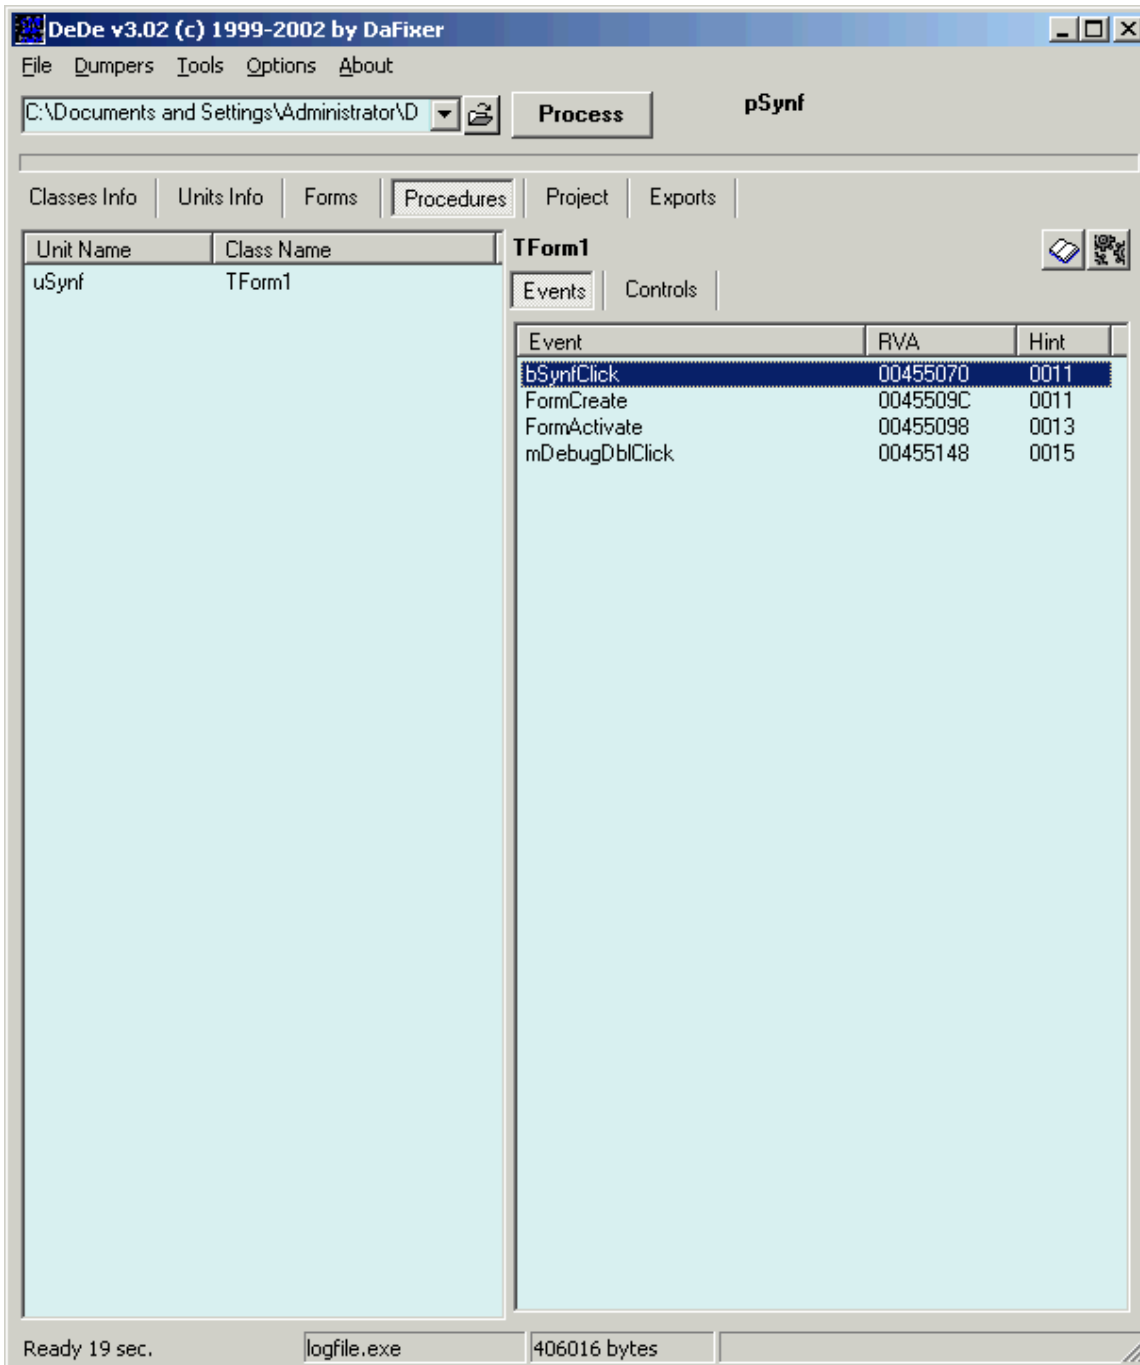 DeDe v3.02 (c) 1999-2002 by DaFixer
File Dumpers Tools Options About
C:\Documents and Settings\Administrator\D Process pSynf
Classes Info Units Info Forms Procedures Project Exports
Unit Name Class Name
uSynf TForm1
TForm1
Events Controls
Event RVA Hint
bSynfClick 00455070 0011
FormCreate 0045509C 0011
FormActivate 00455098 0013
mDebugDblClick 00455148 0015
Ready 19 sec. logfile.exe 406016 bytes